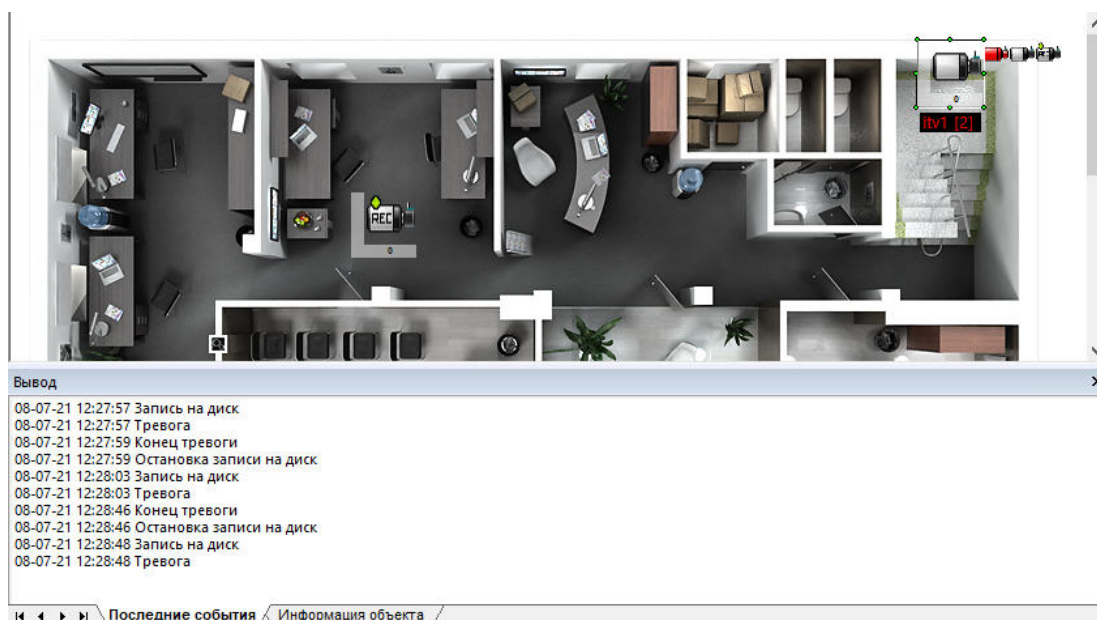 itv1 [2]
REC
Вывод
08-07-21 12:27:57 Запись на диск
08-07-21 12:27:57 Тревога
08-07-21 12:27:59 Конец тревоги
08-07-21 12:27:59 Остановка записи на диск
08-07-21 12:28:03 Запись на диск
08-07-21 12:28:03 Тревога
08-07-21 12:28:46 Конец тревоги
08-07-21 12:28:46 Остановка записи на диск
08-07-21 12:28:48 Запись на диск
08-07-21 12:28:48 Тревога
Последние события
Информация объекта